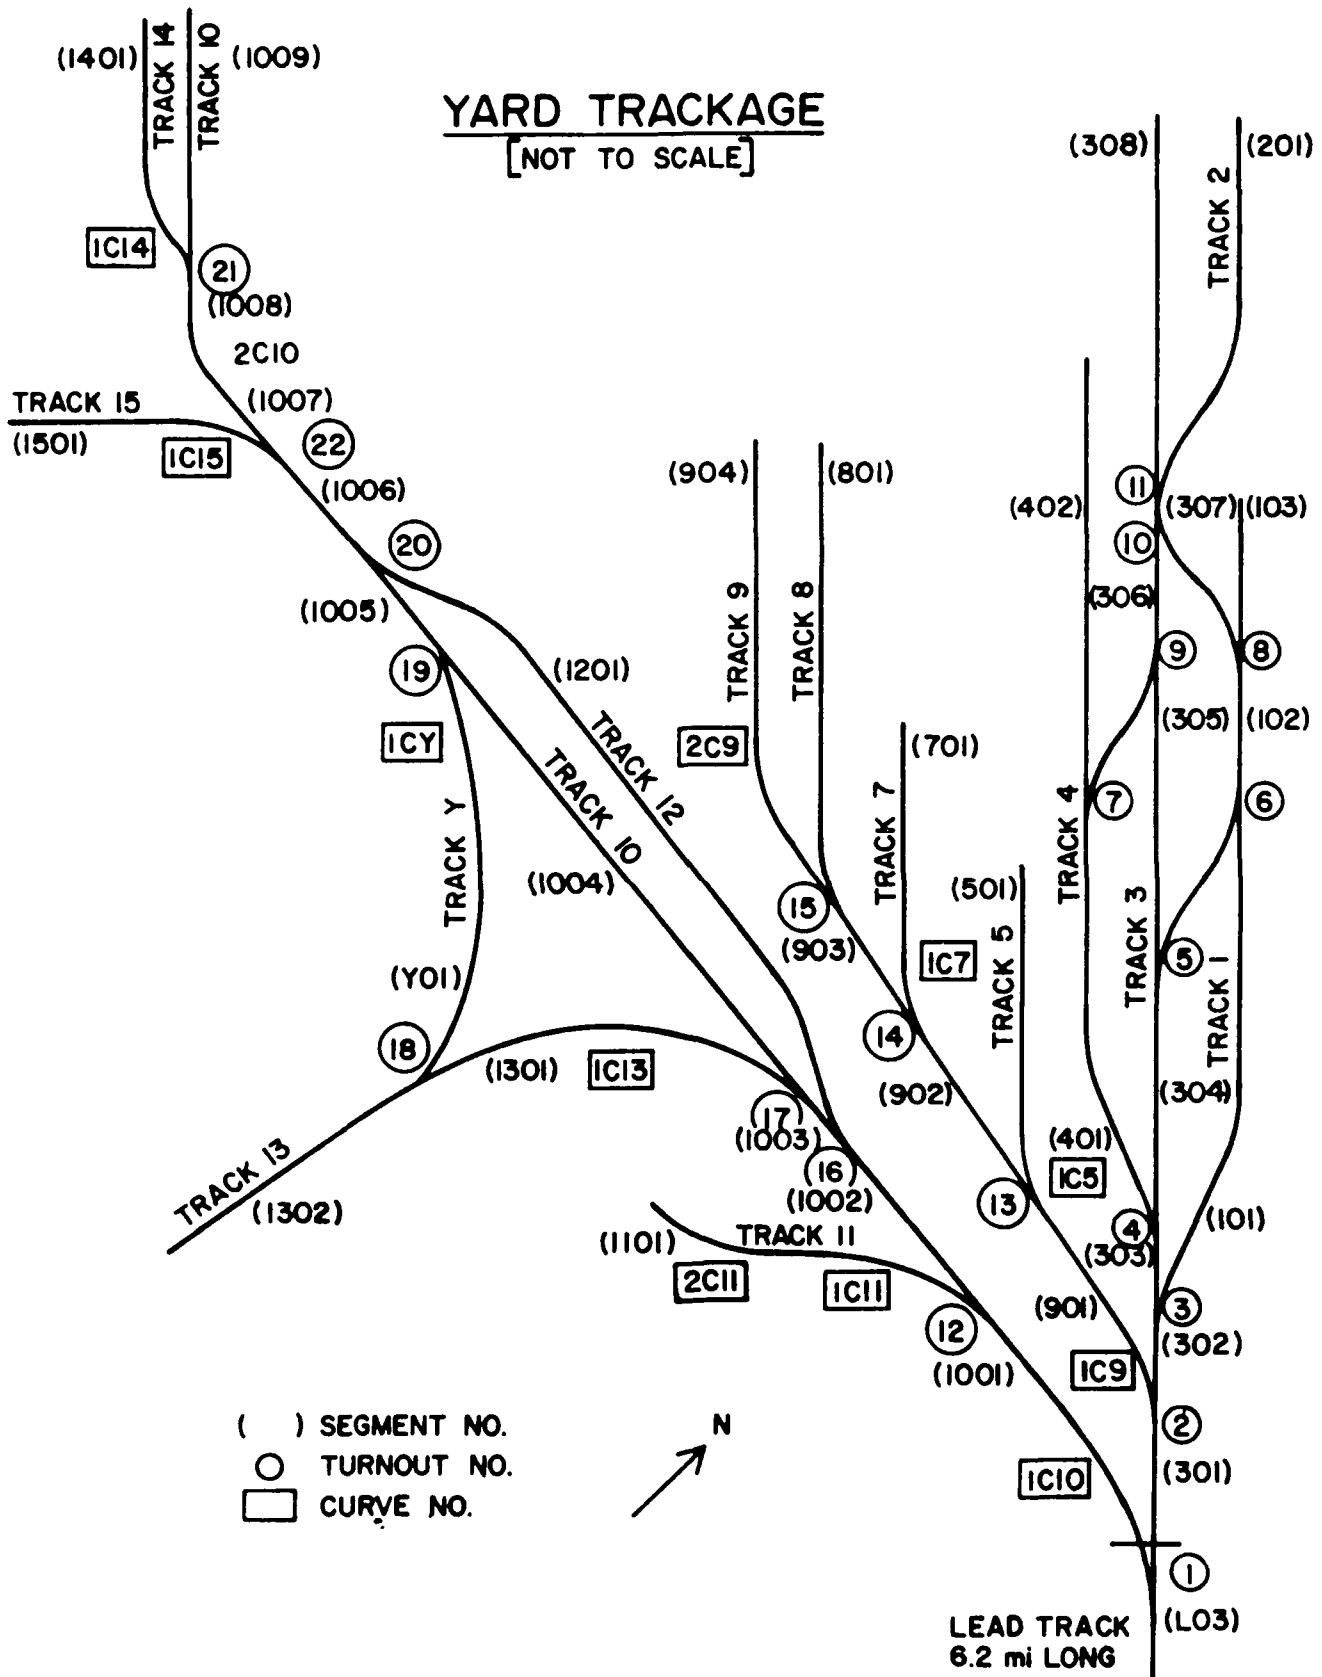 (1401)
TRACK 14
TRACK 10
(1009)
YARD TRACKAGE
[NOT TO SCALE]
(308)
(201)
TRACK 2
1C14
21
(1008)
2C10
(1007)
TRACK 15
(1501)
1C15
22
(1006)
(904)
(801)
(402)
11
(307)
(103)
20
10
(1005)
TRACK 9
TRACK 8
(306)
19
(1201)
9
8
1CY
2C9
(701)
(305)
(102)
TRACK 12
TRACK 10
TRACK 7
TRACK 4
7
6
TRACK Y
(1004)
15
(501)
TRACK 3
(903)
1C7
TRACK 5
5
TRACK 1
(Y01)
18
14
(1301)
1C13
(902)
(304)
17
(1003)
(401)
16
1C5
(1002)
13
TRACK 13
(1302)
4
(101)
(1101)
TRACK 11
(303)
2C11
1C11
(901)
3
12
(302)
(1001)
1C9
( ) SEGMENT NO.
N
2
TURNOUT NO.
(301)
CURVE NO.
1C10
1
LEAD TRACK
(L03)
6.2 mi LONG